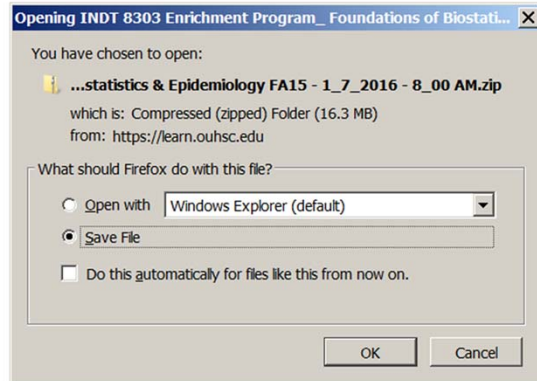 Opening INDT 8303 Enrichment Program_ Foundations of Biostati...
You have chosen to open:
...statistics & Epidemiology FA15 - 1_7_2016 - 8_00 AM.zip
which is: Compressed (zipped) Folder (16.3 MB)
from: https://learn.ouhsc.edu
What should Firefox do with this file?
Open with Windows Explorer (default)
Save File
Do this automatically for files like this from now on.
OK Cancel